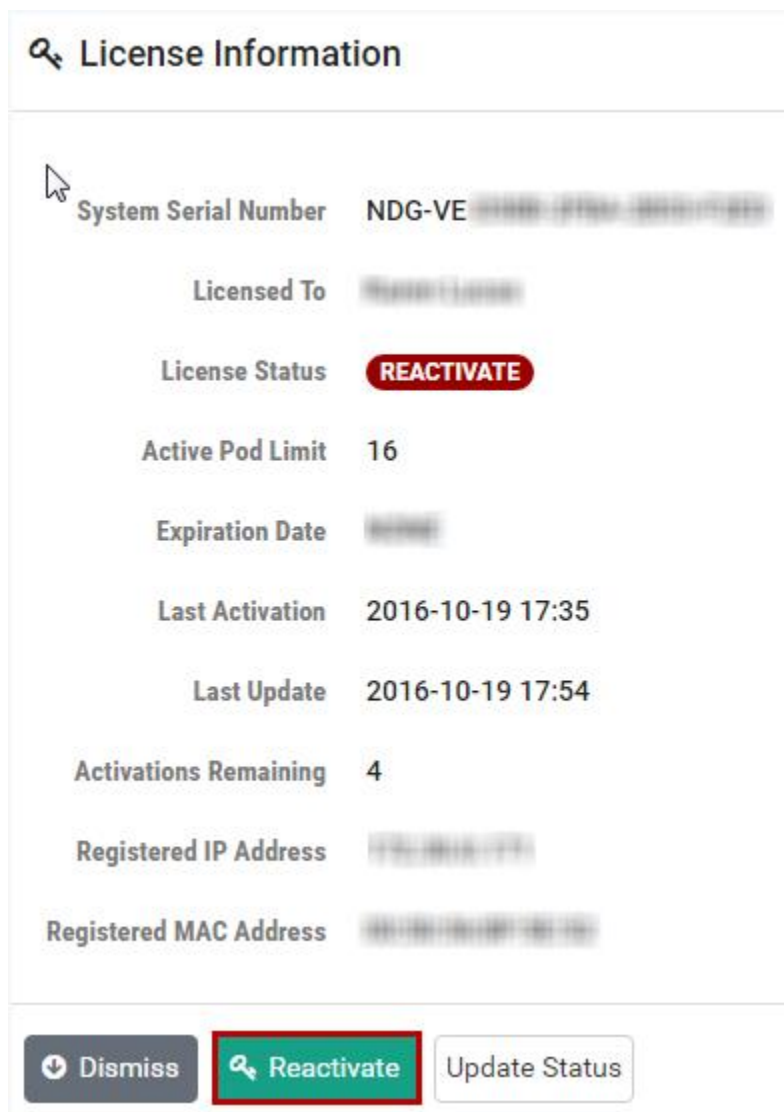 License Information
System Serial Number NDG-VE
Licensed To
License Status REACTIVATE
Active Pod Limit 16
Expiration Date
Last Activation 2016-10-19 17:35
Last Update 2016-10-19 17:54
Activations Remaining 4
Registered IP Address
Registered MAC Address
Dismiss Reactivate Update Status